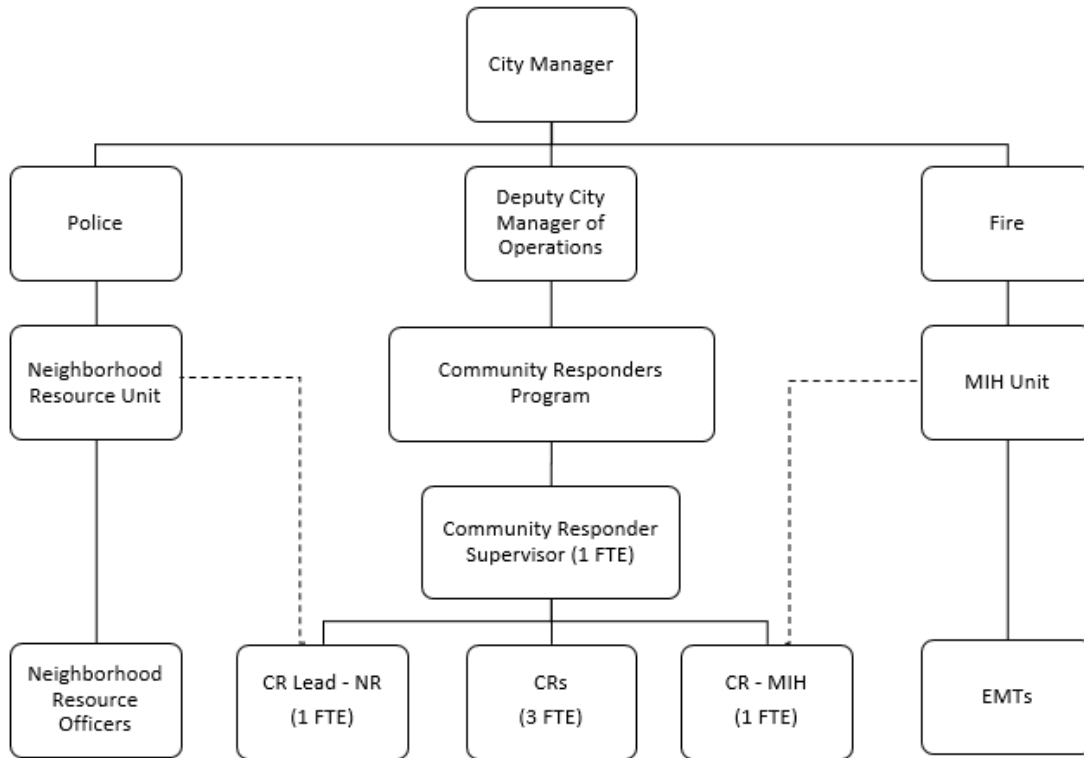 City Manager
Police
Deputy City
Manager of
Operations
Fire
Neighborhood
Resource Unit
Community Responders
Program
MIH Unit
Community Responder
Supervisor (1 FTE)
Neighborhood
Resource
Officers
CR Lead - NR
(1 FTE)
CRs
(3 FTE)
CR - MIH
(1 FTE)
EMTs